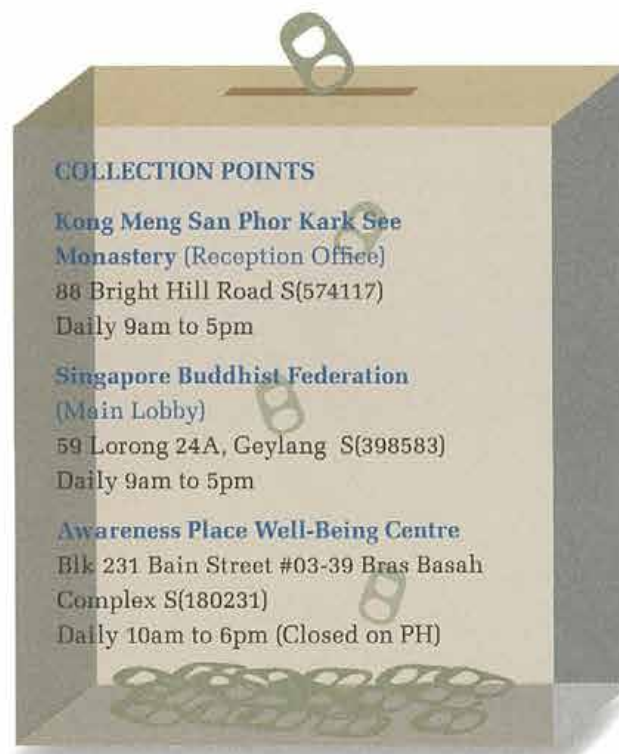 COLLECTION POINTS
Kong Meng San Phor Kark See
Monastery (Reception Office)
88 Bright Hill Road S(574117)
Daily 9am to 5pm
Singapore Buddhist Federation
(Main Lobby)
59 Lorong 24A, Geylang S(398583)
Daily 9am to 5pm
Awareness Place Well-Being Centre
Blk 231 Bain Street #03-39 Bras Basah
Complex S(180231)
Daily 10am to 6pm (Closed on PH)